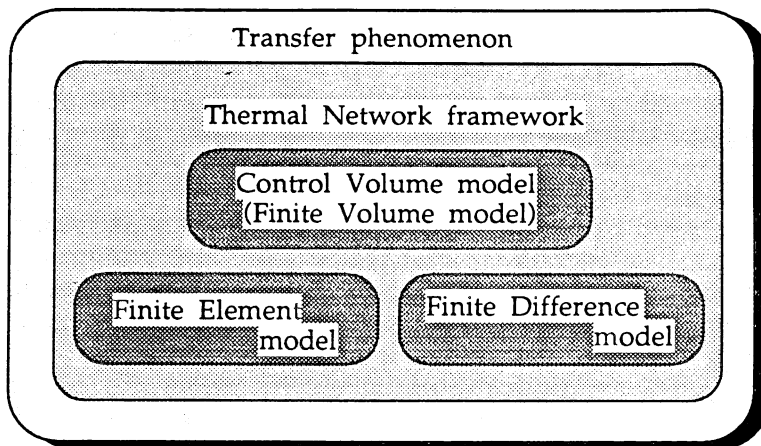 Transfer phenomenon
Thermal Network framework
Control Volume model
(Finite Volume model)
Finite Element
model
Finite Difference
model